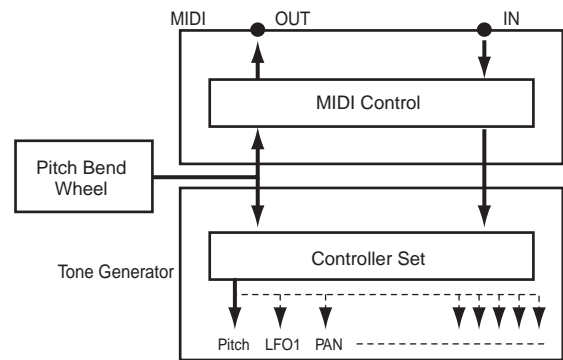 MIDI OUT IN
MIDI Control
Pitch Bend
Wheel
Tone Generator
Controller Set
Pitch LFO1 PAN